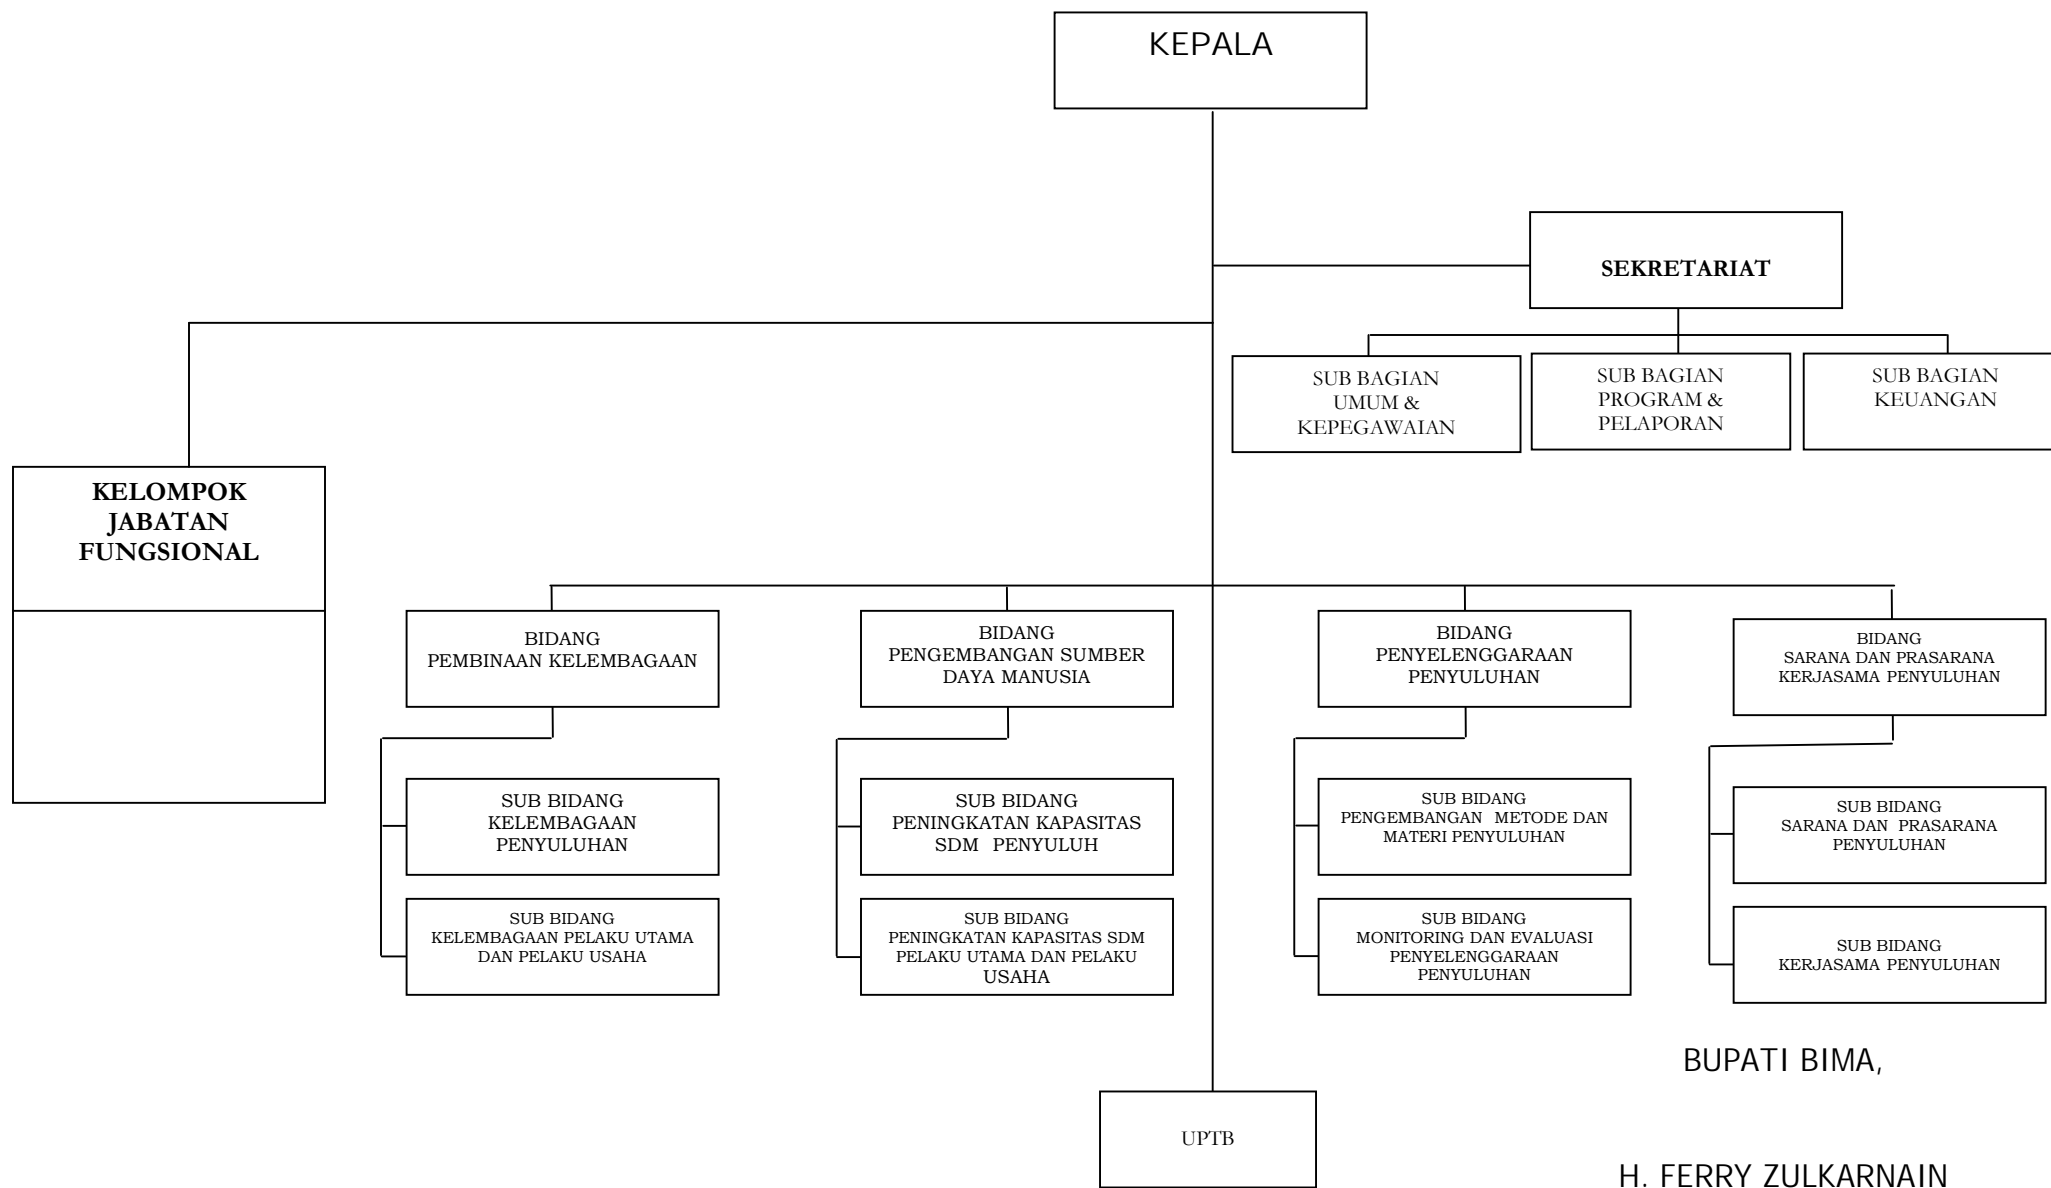 KEPALA
SEKRETARIAT
SUB BAGIAN
UMUM &
KEPEGAWAIAN
SUB BAGIAN
PROGRAM &
PELAPORAN
SUB BAGIAN
KEUANGAN
KELOMPOK
JABATAN
FUNGSIONAL
BIDANG
PEMBINAAN KELEMBAGAAN
BIDANG
PENGEMBANGAN SUMBER
DAYA MANUSIA
BIDANG
PENYELENGGARAAN
PENYULUHAN
BIDANG
SARANA DAN PRASARANA
KERJASAMA PENYULUHAN
SUB BIDANG
KELEMBAGAAN
PENYULUHAN
SUB BIDANG
PENINGKATAN KAPASITAS
SDM PENYULUH
SUB BIDANG
PENGEMBANGAN METODE DAN
MATERI PENYULUHAN
SUB BIDANG
SARANA DAN PRASARANA
PENYULUHAN
SUB BIDANG
KELEMBAGAAN PELAKU UTAMA
DAN PELAKU USAHA
SUB BIDANG
PENINGKATAN KAPASITAS SDM
PELAKU UTAMA DAN PELAKU
USAHA
SUB BIDANG
MONITORING DAN EVALUASI
PENYELENGGARAAN
PENYULUHAN
SUB BIDANG
KERJASAMA PENYULUHAN
BUPATI BIMA,
UPTB
H. FERRY ZULKARNAIN